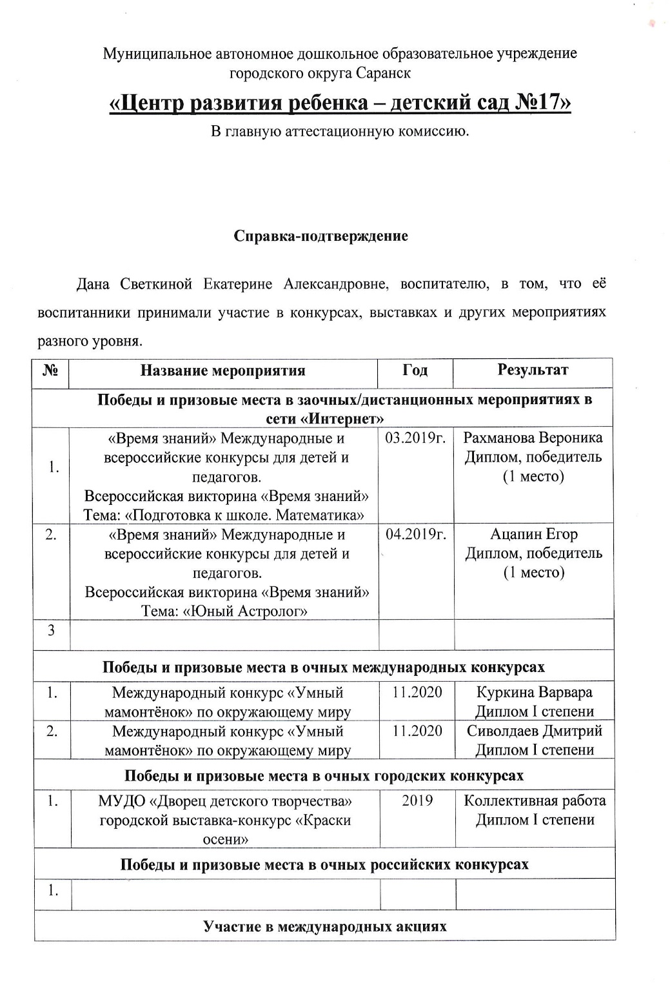 Муниципальное автономное дошкольное образовательное учреждение
городского округа Саранск
«Центр развития ребенка – детский сад №17»
В главную аттестационную комиссию.
Справка-подтверждение
Дана Светкиной Екатерине Александровне, воспитателю, в том, что её
воспитанники принимали участие в конкурсах, выставках и других мероприятиях
разного уровня.
№ Название мероприятия Год Результат
Победы и призовые места в заочных/дистанционных мероприятиях в
сети «Интернет»
1. «Время знаний» Международные и 03.2019г. Рахманова Вероника
всероссийские конкурсы для детей и Диплом, победитель
педагогов. (1 место)
Всероссийская викторина «Время знаний»
Тема: «Подготовка к школе. Математика»
2. «Время знаний» Международные и 04.2019г. Ацапин Егор
всероссийские конкурсы для детей и Диплом, победитель
педагогов. (1 место)
Всероссийская викторина «Время знаний»
Тема: «Юный Астролог»
3
Победы и призовые места в очных международных конкурсах
1. Международный конкурс «Умный 11.2020 Куркина Варвара
мамонтёнок» по окружающему миру Диплом I степени
2. Международный конкурс «Умный 11.2020 Сиволдаев Дмитрий
мамонтёнок» по окружающему миру Диплом I степени
Победы и призовые места в очных городских конкурсах
1. МУДО «Дворец детского творчества» 2019 Коллективная работа
городской выставка-конкурс «Краски Диплом I степени
осени»
Победы и призовые места в очных российских конкурсах
1.
Участие в международных акциях